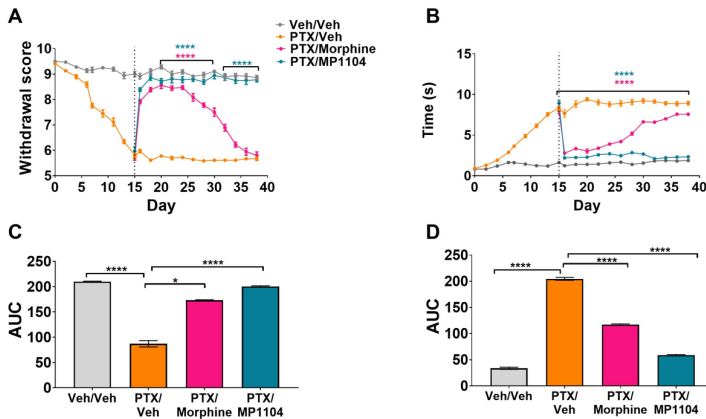 A
Veh/Veh
PTX/Veh
PTX/Morphine
PTX/MP1104
Withdrawal score
10
9
8
7
6
5
****
****
****
0 5 10 15 20 25 30 35 40
Day
B
Time (s)
15
10
5
0
****
****
0 5 10 15 20 25 30 35 40
Day
C
AUC
250
200
150
100
50
0
**** * ****
Veh/Veh PTX/Veh PTX/Morphine PTX/MP1104
D
AUC
250
200
150
100
50
0
**** **** ****
Veh/Veh PTX/Veh PTX/Morphine PTX/MP1104